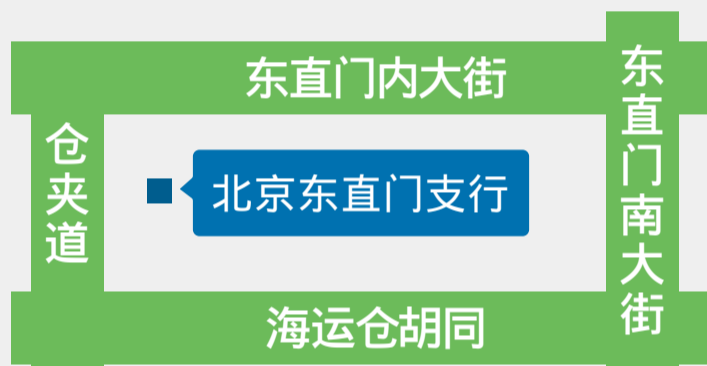 东直门内大街
东直门南大街
仓夹道
北京东直门支行
海运仓胡同